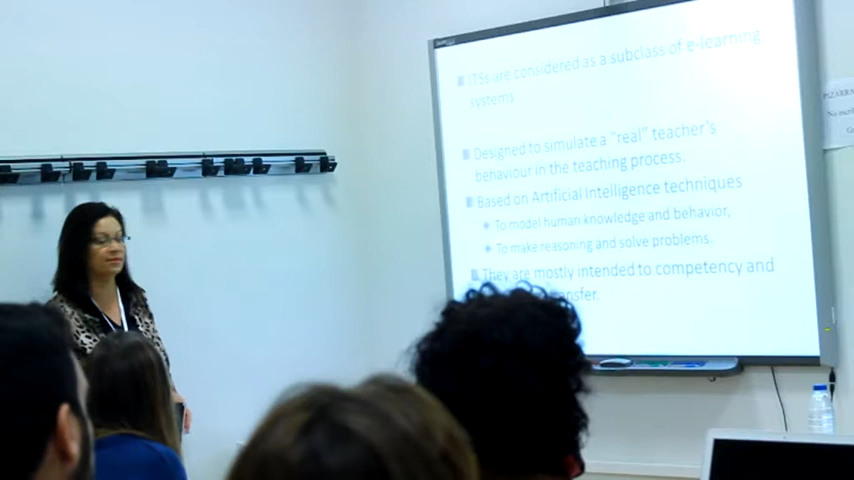 ITSs are considered as a subclass of e-learning
systems
Designed to simulate a "real" teacher's
behaviour in the teaching process.
Based on Artificial Intelligence techniques
To model human knowledge and behavior,
To make reasoning and solve problems.
They are mostly intended to competency and
PIZARRA
No